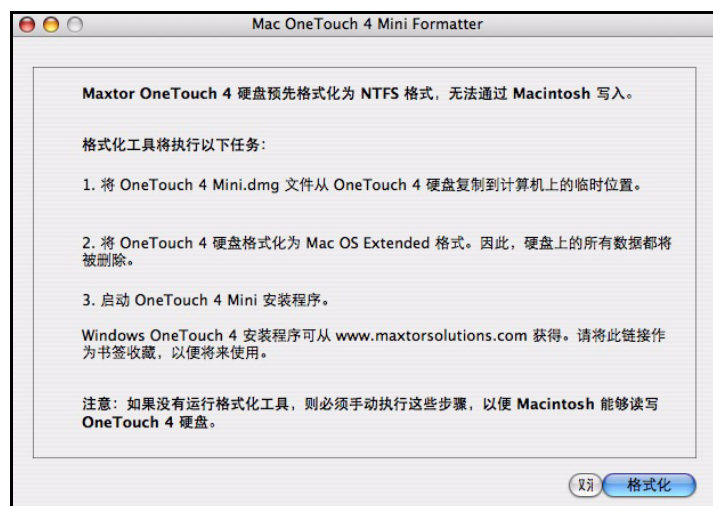 Mac OneTouch 4 Mini Formatter
Maxtor OneTouch 4 硬盘预先格式化为 NTFS 格式，无法通过 Macintosh 写入。
格式化工具将执行以下任务：
1. 将 OneTouch 4 Mini.dmg 文件从 OneTouch 4 硬盘复制到计算机上的临时位置。
2. 将 OneTouch 4 硬盘格式化为 Mac OS Extended 格式。因此，硬盘上的所有数据都将
被删除。
3. 启动 OneTouch 4 Mini 安装程序。
Windows OneTouch 4 安装程序可从 www.maxtorsolutions.com 获得。请将此链接作
为书签收藏，以便将来使用。
注意：如果没有运行格式化工具，则必须手动执行这些步骤，以便 Macintosh 能够读写
OneTouch 4 硬盘。
格式化